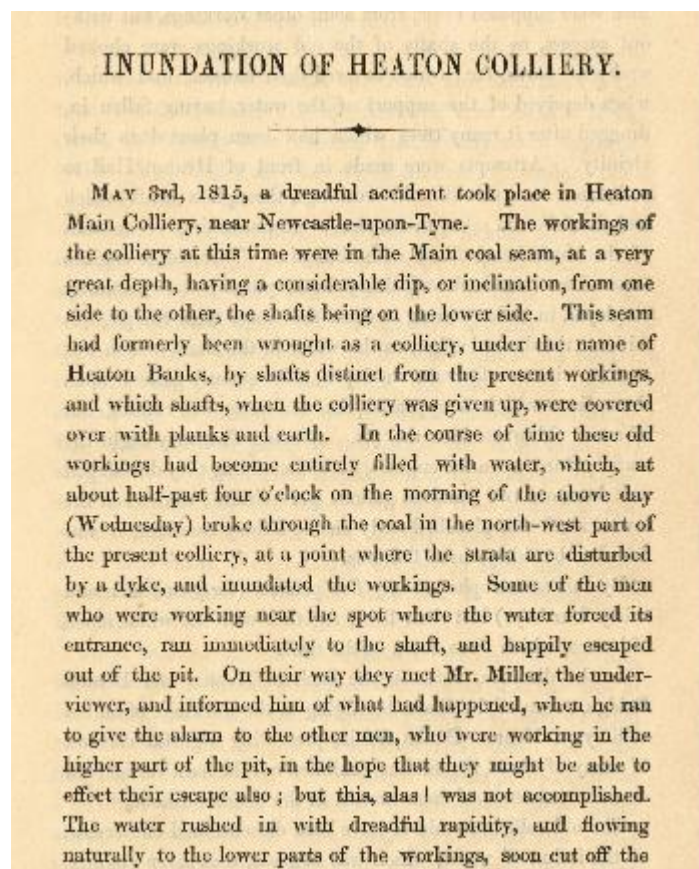 INUNDATION OF HEATON COLLIERY.
MAY 3rd, 1815, a dreadful accident took place in Heaton
Main Colliery, near Newcastle-upon-Tyne. The workings of
the colliery at this time were in the Main coal seam, at a very
great depth, having a considerable dip, or inclination, from one
side to the other, the shafts being on the lower side. This seam
had formerly been wrought as a colliery, under the name of
Heaton Banks, by shafts distinct from the present workings,
and which shafts, when the colliery was given up, were covered
over with planks and earth. In the course of time these old
workings had become entirely filled with water, which, at
about half-past four o'clock on the morning of the above day
(Wednesday) broke through the coal in the north-west part of
the present colliery, at a point where the strata are disturbed
by a dyke, and inundated the workings. Some of the men
who were working near the spot where the water forced its
entrance, ran immediately to the shaft, and happily escaped
out of the pit. On their way they met Mr. Miller, the under-
viewer, and informed him of what had happened, when he ran
to give the alarm to the other men, who were working in the
higher part of the pit, in the hope that they might be able to
effect their escape also ; but this, alas ! was not accomplished.
The water rushed in with dreadful rapidity, and flowing
naturally to the lower parts of the workings, soon cut off the